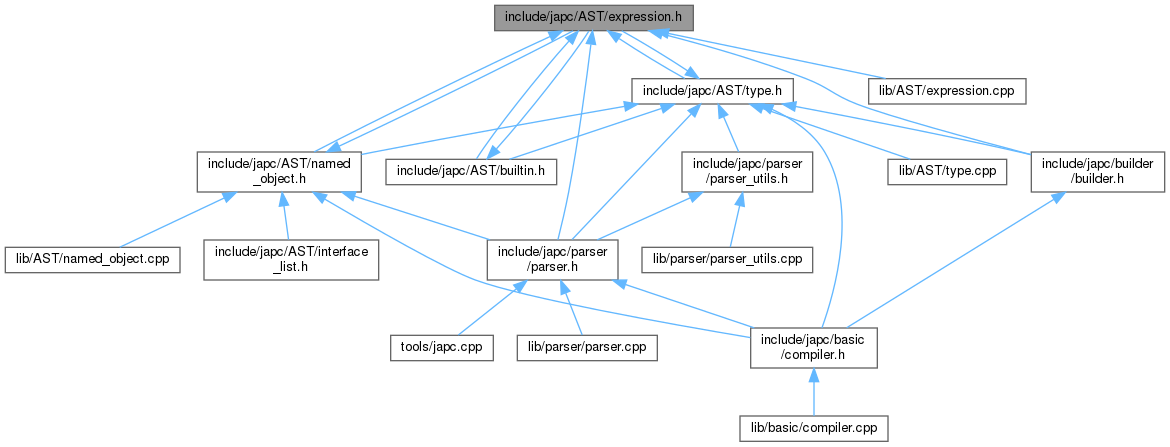 include/japc/AST/expression.h
include/japc/AST/type.h
lib/AST/expression.cpp
include/japc/AST/named
_object.h
include/japc/AST/builtin.h
include/japc/parser
/parser_utils.h
lib/AST/type.cpp
include/japc/builder
/builder.h
lib/AST/named_object.cpp
include/japc/AST/interface
_list.h
include/japc/parser
/parser.h
lib/parser/parser_utils.cpp
tools/japc.cpp
lib/parser/parser.cpp
include/japc/basic
/compiler.h
lib/basic/compiler.cpp